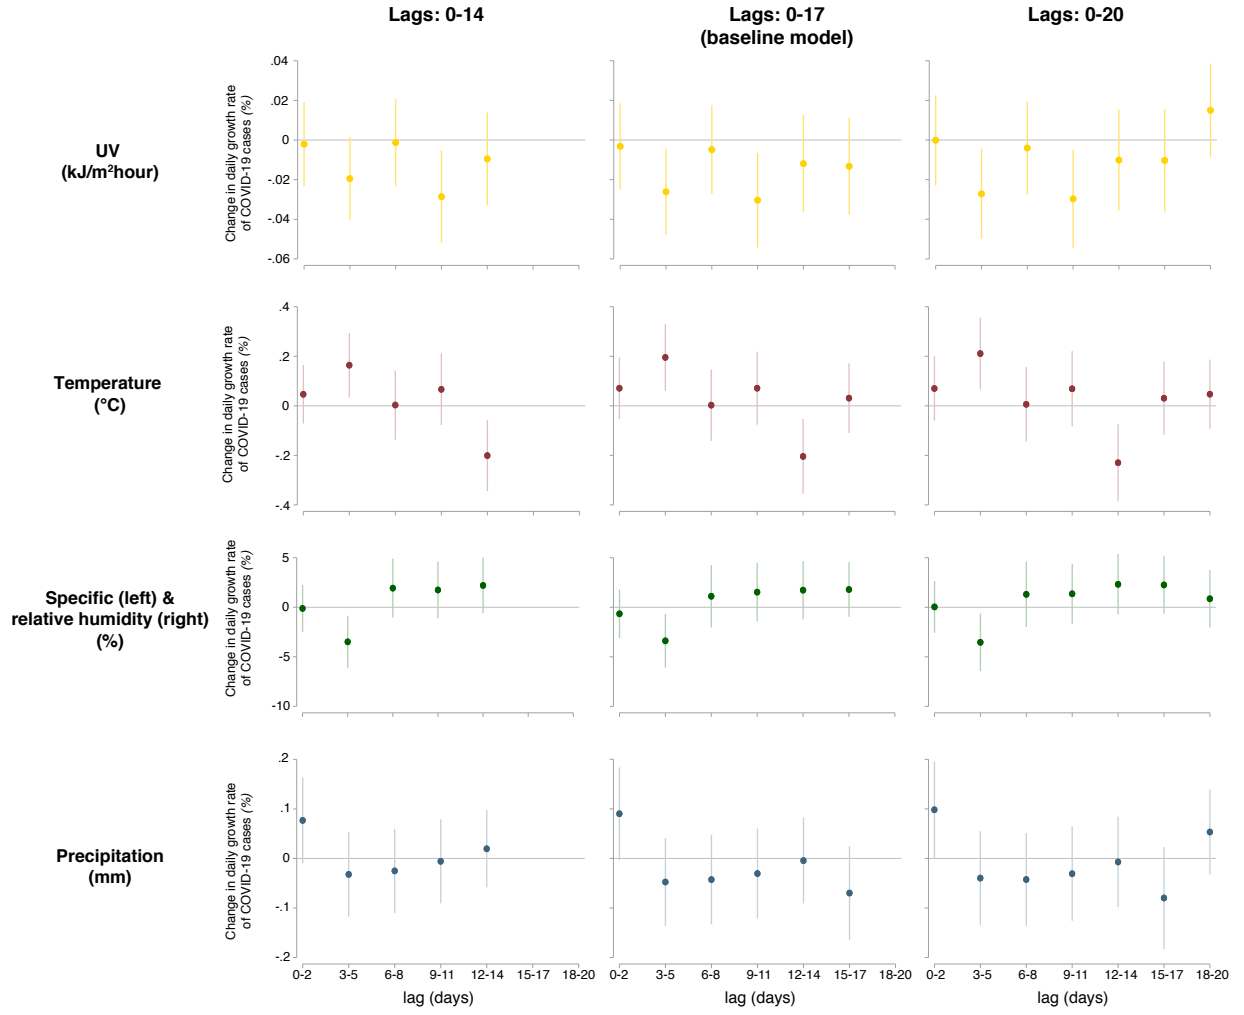 Lags: 0-14
Lags: 0-17
(baseline model)
Lags: 0-20
UV
(kJ/m²hour)
Change in daily growth rate
of COVID-19 cases (%)
.04
.02
0
-.02
-.04
-.06
Temperature
(°C)
Change in daily growth rate
of COVID-19 cases (%)
.4
.2
0
-.2
-.4
Specific (left) &
relative humidity (right)
(%)
Change in daily growth rate
of COVID-19 cases (%)
5
0
-5
-10
Precipitation
(mm)
Change in daily growth rate
of COVID-19 cases (%)
.2
.1
0
-.1
-.2
0-2 3-5 6-8 9-11 12-14 15-17 18-20
lag (days)
0-2 3-5 6-8 9-11 12-14 15-17 18-20
lag (days)
0-2 3-5 6-8 9-11 12-14 15-17 18-20
lag (days)